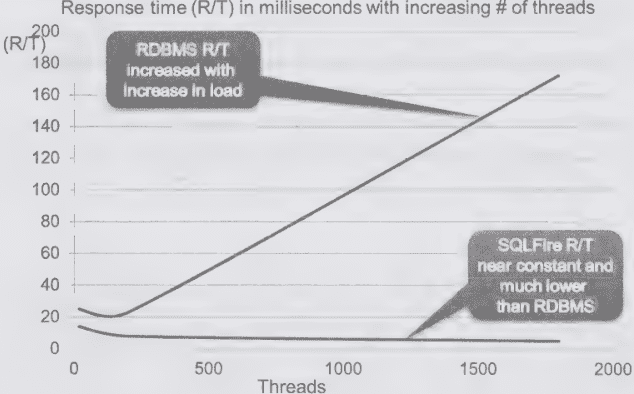 Response time (R/T) in milliseconds with increasing # of threads
(R/T)
200
180
160
140
120
100
80
60
40
20
0
RDBMS R/T
increased with
increase in load
SQLFire R/T
near constant and
much lower
than RDBMS
0 500 1000 1500 2000
Threads